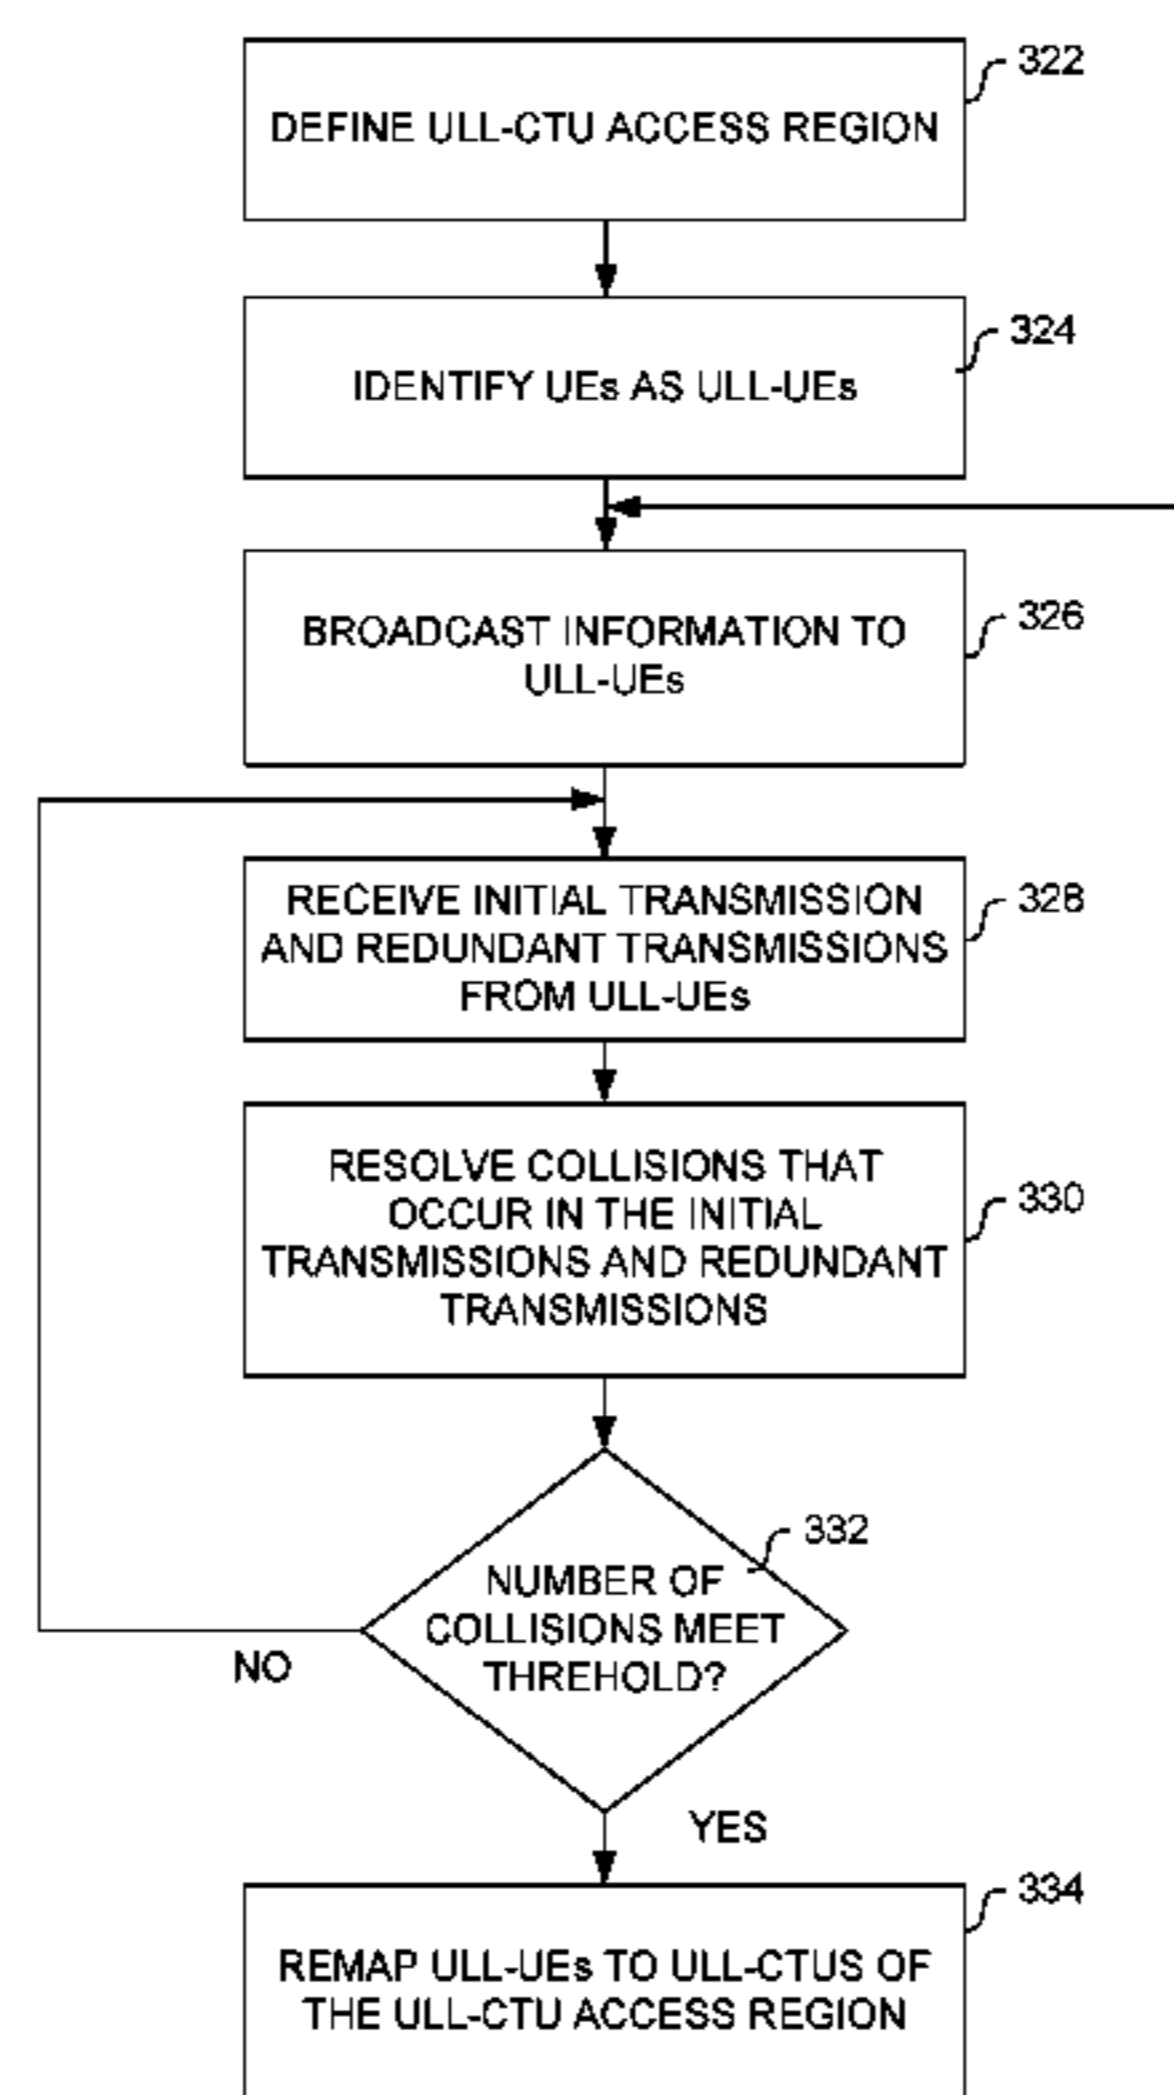 322
DEFINE ULL-CTU ACCESS REGION
324
IDENTIFY UEs AS ULL-UEs
326
BROADCAST INFORMATION TO
ULL-UEs
328
RECEIVE INITIAL TRANSMISSION
AND REDUNDANT TRANSMISSIONS
FROM ULL-UEs
330
RESOLVE COLLISIONS THAT
OCCUR IN THE INITIAL
TRANSMISSIONS AND REDUNDANT
TRANSMISSIONS
332
NUMBER OF
COLLISIONS MEET
THREHOLD?
NO
YES
334
REMAP ULL-UEs TO ULL-CTUS OF
THE ULL-CTU ACCESS REGION